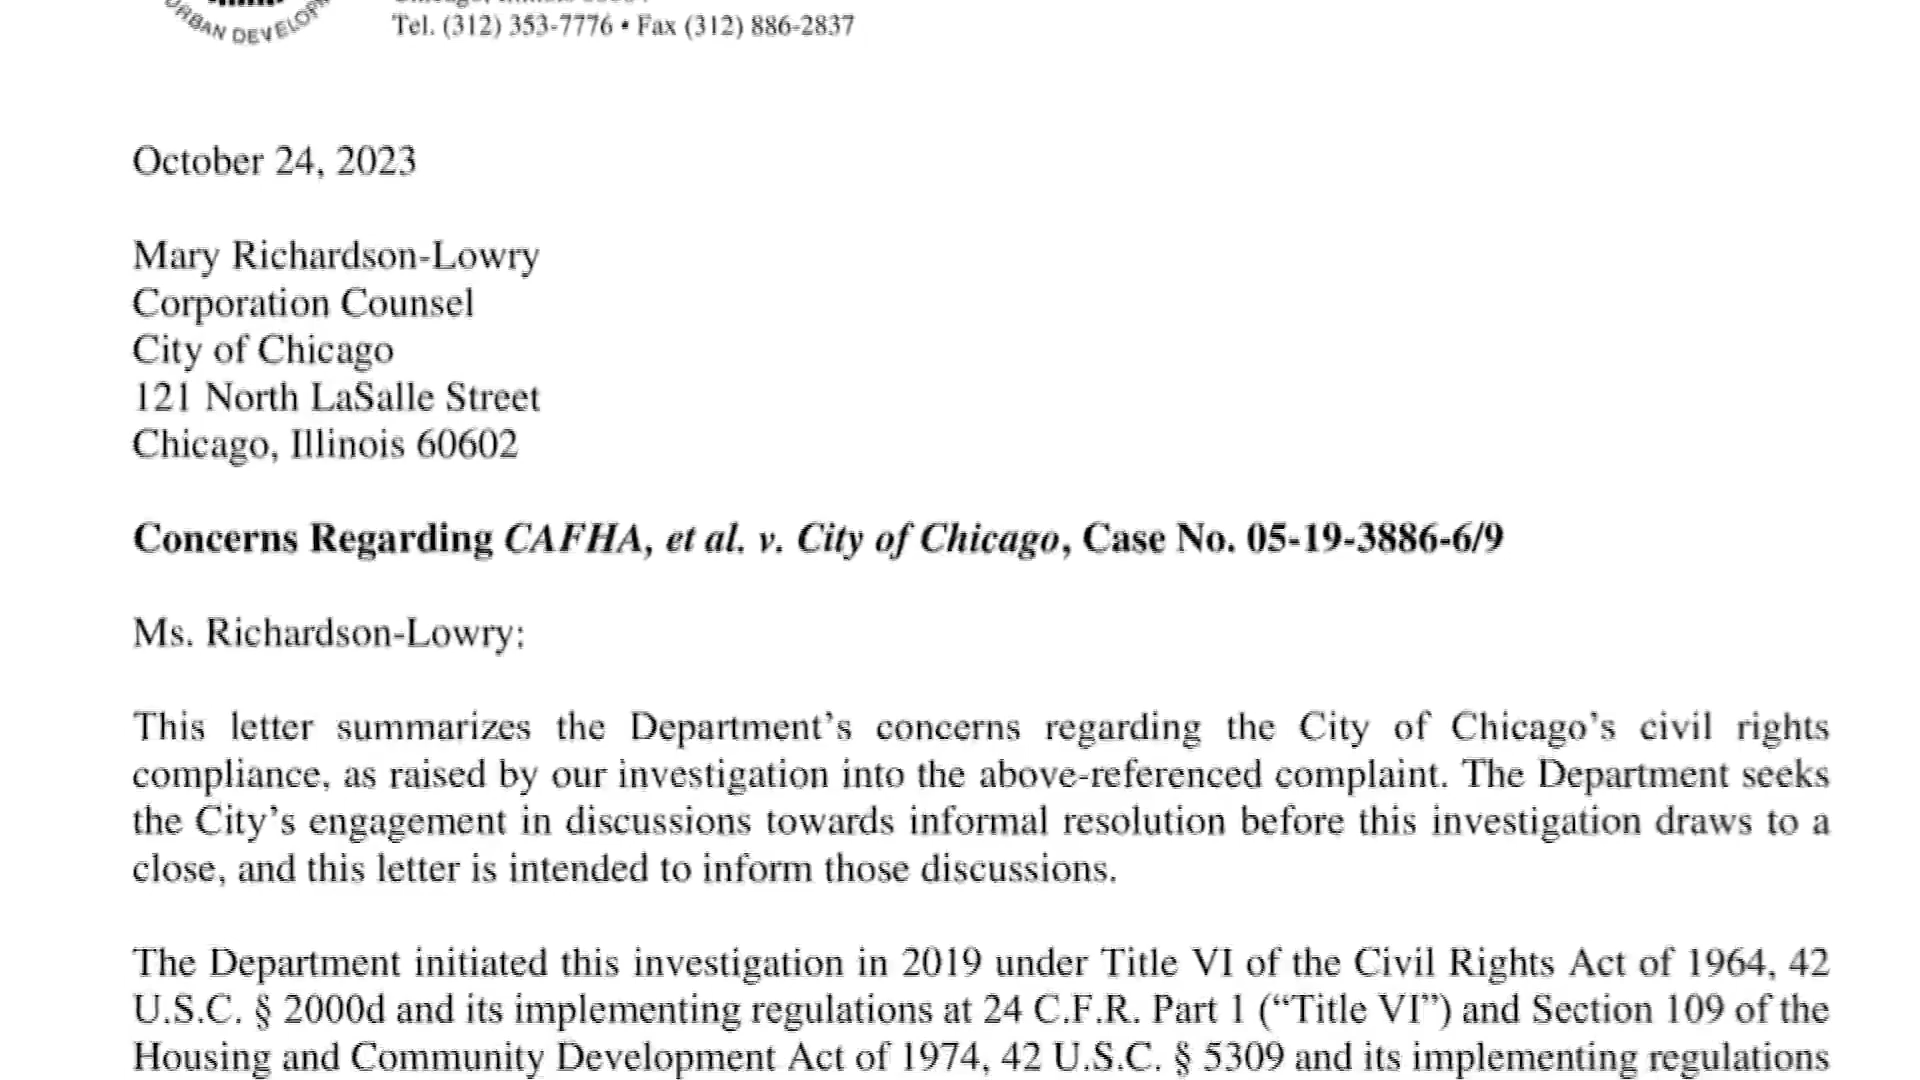 URBAN DEVELOP
Tel. (312) 353-7776 • Fax (312) 886-2837
October 24, 2023
Mary Richardson-Lowry
Corporation Counsel
City of Chicago
121 North LaSalle Street
Chicago, Illinois 60602
Concerns Regarding CAFHA, et al. v. City of Chicago, Case No. 05-19-3886-6/9
Ms. Richardson-Lowry:
This letter summarizes the Department’s concerns regarding the City of Chicago’s civil rights
compliance, as raised by our investigation into the above-referenced complaint. The Department seeks
the City’s engagement in discussions towards informal resolution before this investigation draws to a
close, and this letter is intended to inform those discussions.
The Department initiated this investigation in 2019 under Title VI of the Civil Rights Act of 1964, 42
U.S.C. § 2000d and its implementing regulations at 24 C.F.R. Part 1 (“Title VI”) and Section 109 of the
Housing and Community Development Act of 1974, 42 U.S.C. § 5309 and its implementing regulations